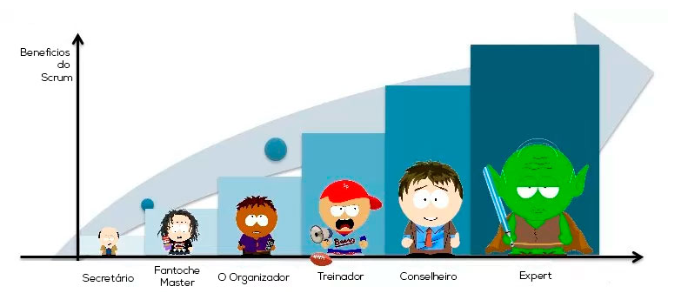 Benefícios
do
Scrum
Secretário
Fantoche
Master
O Organizador
Treinador
Conselheiro
Expert